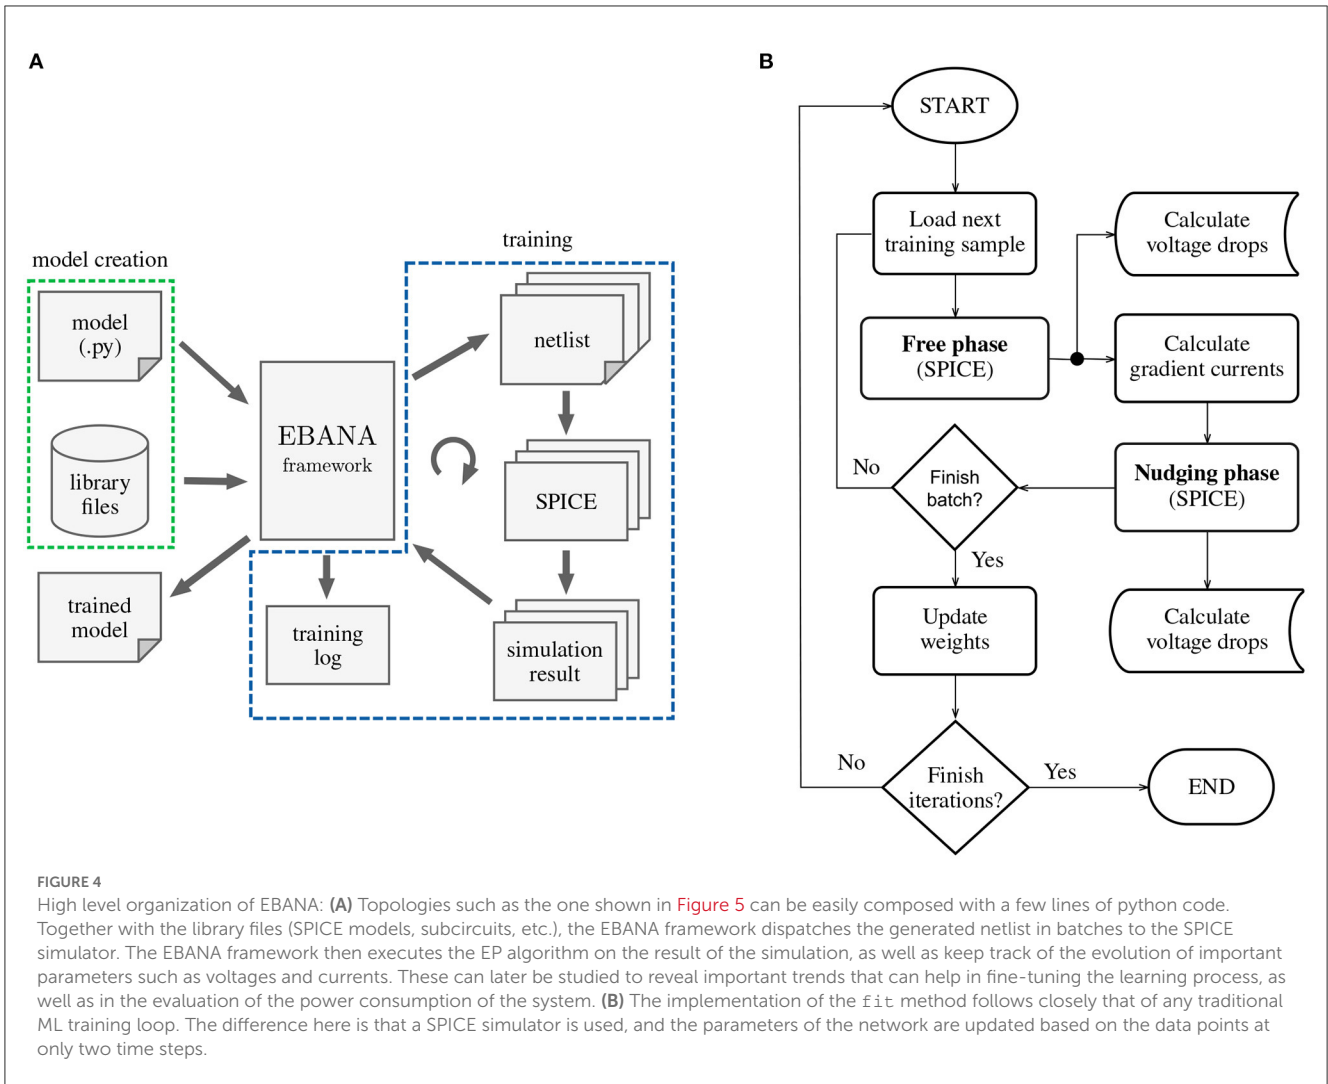 A
model creation
model
(.py)
library
files
trained
model
EBANA
framework
training
netlist
SPICE
simulation
result
training
log
B
START
Load next
training sample
Free phase
(SPICE)
Calculate
voltage drops
Calculate
gradient currents
Nudging phase
(SPICE)
Calculate
voltage drops
No
Finish
batch?
Yes
Update
weights
No
Finish
iterations?
Yes
END
FIGURE 4
High level organization of EBANA: (A) Topologies such as the one shown in Figure 5 can be easily composed with a few lines of python code.
Together with the library files (SPICE models, subcircuits, etc.), the EBANA framework dispatches the generated netlist in batches to the SPICE
simulator. The EBANA framework then executes the EP algorithm on the result of the simulation, as well as keep track of the evolution of important
parameters such as voltages and currents. These can later be studied to reveal important trends that can help in fine-tuning the learning process, as
well as in the evaluation of the power consumption of the system. (B) The implementation of the fit method follows closely that of any traditional
ML training loop. The difference here is that a SPICE simulator is used, and the parameters of the network are updated based on the data points at
only two time steps.